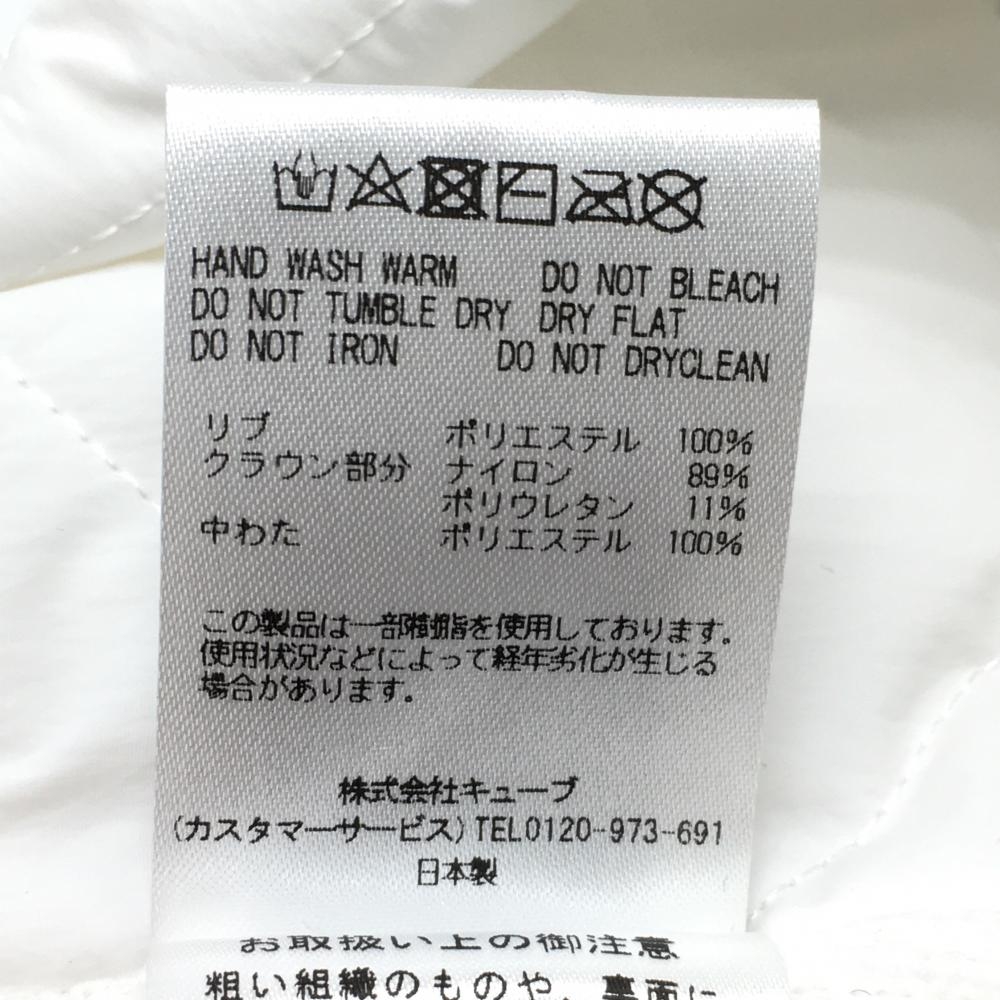 HAND WASH WARM DO NOT BLEACH
DO NOT TUMBLE DRY DRY FLAT
DO NOT IRON DO NOT DRYCLEAN
リブ ポリエステル 100%
クラウン部分 ナイロン 89%
ポリウレタン 11%
中わた ポリエステル 100%
この製品は一部樹脂を使用しております。
使用状況などによって経年劣化が生じる
場合があります。
株式会社キューブ
(カスタマーサービス)TEL0120-973-691
日本製
お取扱い上の御注意
粗い組織のものや、裏面に